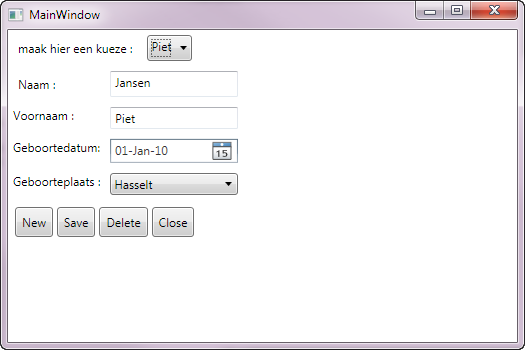 MainWindow
maak hier een kueze : Piet
Naam : Jansen
Voornaam : Piet
Geboortedatum: 01-Jan-10 15
Geboorteplaats : Hasselt
New Save Delete Close